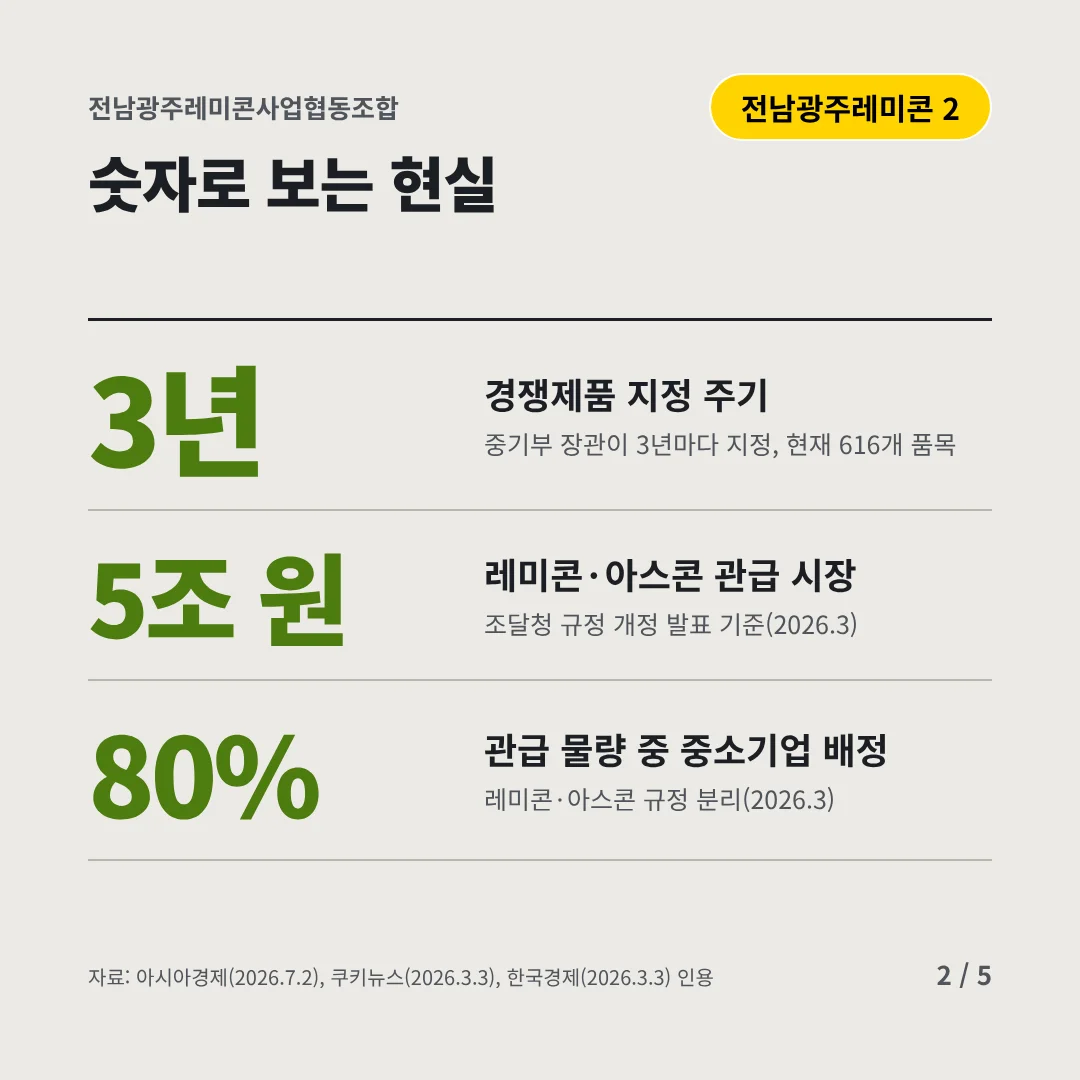 전남광주레미콘사업협동조합
전남광주레미콘 2
숫자로 보는 현실
3년
경쟁제품 지정 주기
중기부 장관이 3년마다 지정, 현재 616개 품목
5조 원
레미콘·아스콘 관급 시장
조달청 규정 개정 발표 기준(2026.3)
80%
관급 물량 중 중소기업 배정
레미콘·아스콘 규정 분리(2026.3)
자료: 아시아경제(2026.7.2), 쿠키뉴스(2026.3.3), 한국경제(2026.3.3) 인용
2 / 5